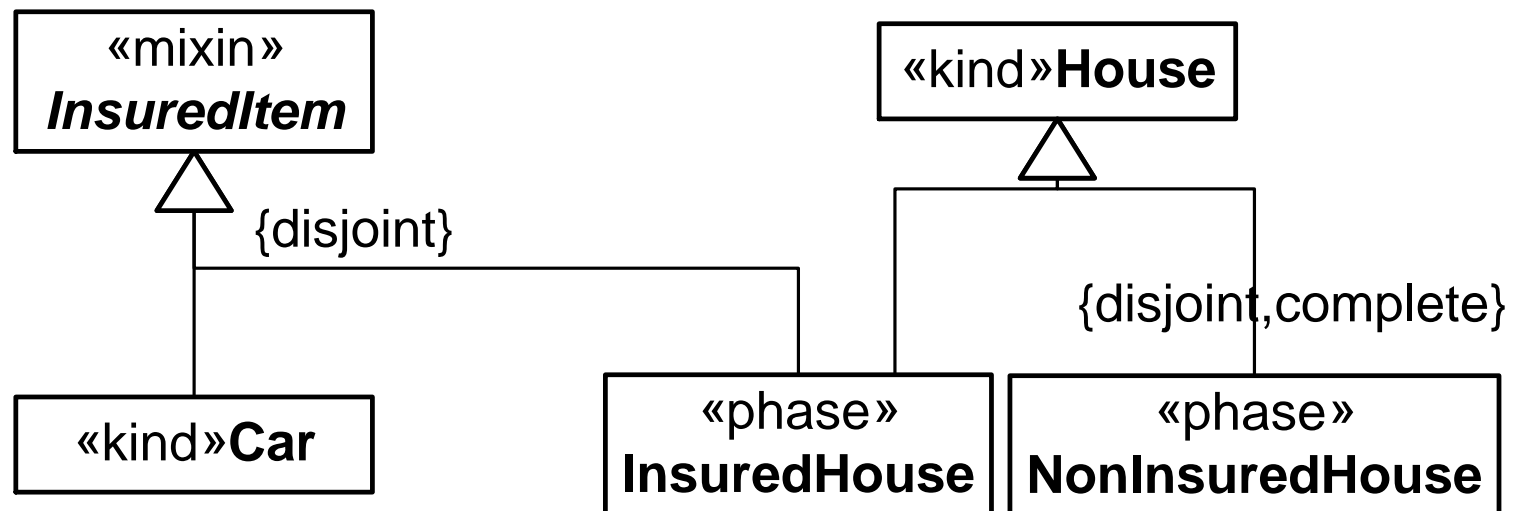 «mixin»
InsuredItem
«kind»House
{disjoint}
{disjoint,complete}
«kind»Car
«phase»
InsuredHouse
«phase»
NonInsuredHouse